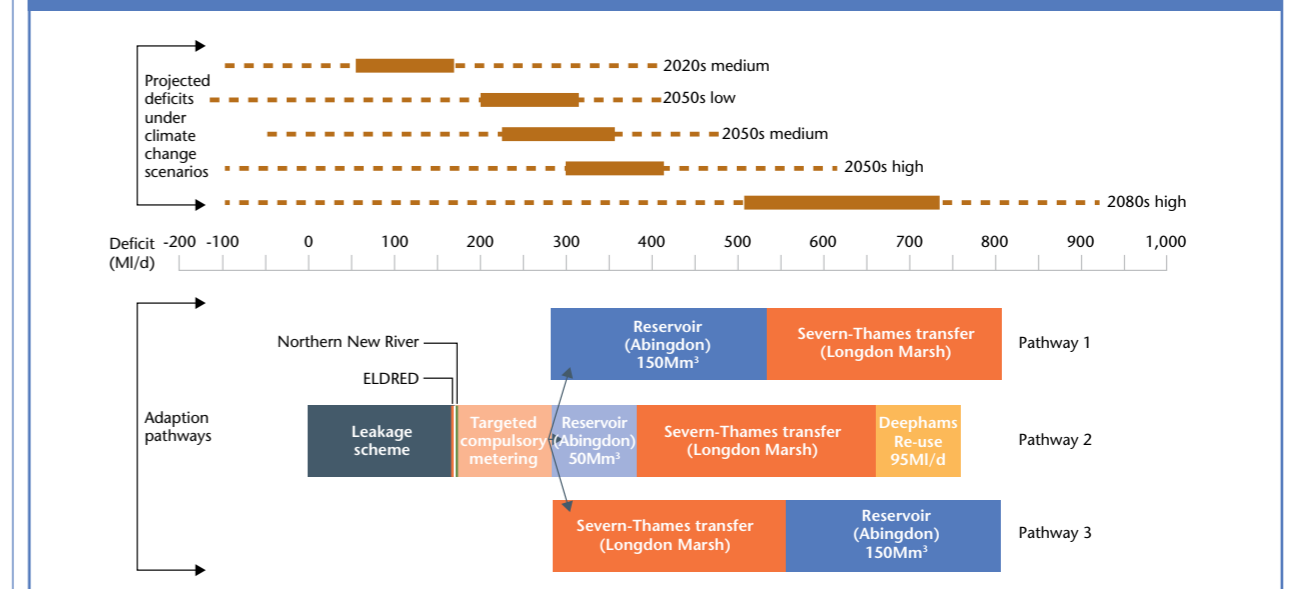 Projected
deficits
under
climate
change
scenarios
2020s medium
2050s low
2050s medium
2050s high
2080s high
Deficit
(Ml/d)
-200 -100 0 100 200 300 400 500 600 700 800 900 1,000
Adaption
pathways
Northern New River
ELDRED
Reservoir
(Abingdon)
150Mm³
Severn-Thames transfer
(Longdon Marsh)
Pathway 1
Leakage
scheme
Targeted
compulsory
metering
Reservoir
(Abingdon)
50Mm³
Severn-Thames transfer
(Longdon Marsh)
Deephams
Re-use
95Ml/d
Pathway 2
Severn-Thames transfer
(Longdon Marsh)
Reservoir
(Abingdon)
150Mm³
Pathway 3